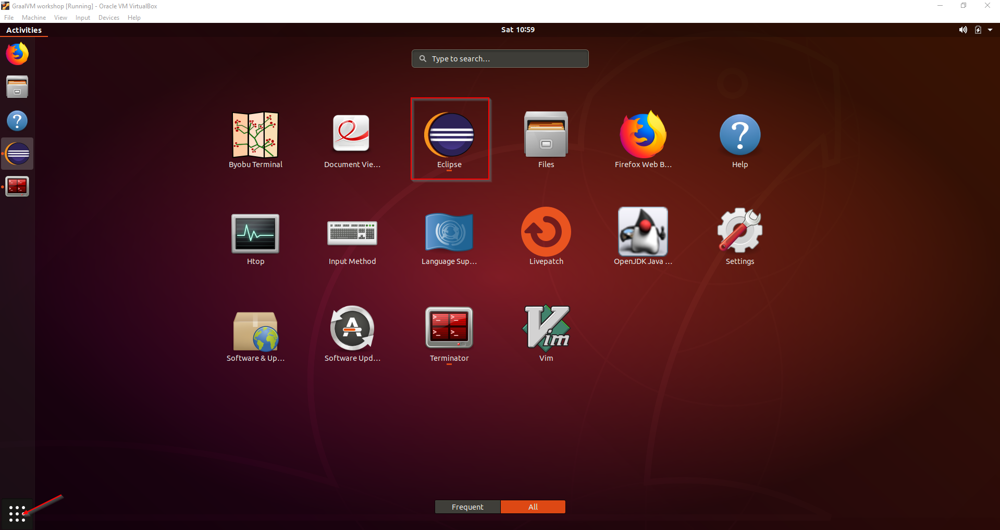 GraalVM workshop [Running] - Oracle VM VirtualBox
File Machine View Input Devices Help
Activities
Sat 10:59
Type to search...
Byobu Terminal
Document Vie...
Eclipse
Files
Firefox Web B...
Help
Htop
Input Method
Language Sup...
Livepatch
OpenJDK Java ...
Settings
Software & Up...
Software Upd...
Terminator
Vim
Frequent
All